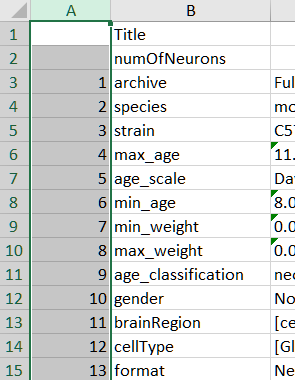 A B
1 Title
2 numOfNeurons
3 1 archive Ful
4 2 species mo
5 3 strain C57
6 4 max_age 11.
7 5 age_scale Da
8 6 min_age 8.0
9 7 min_weight 0.0
10 8 max_weight 0.0
11 9 age_classification neo
12 10 gender No
13 11 brainRegion [ce
14 12 cellType [Gl
15 13 format Ne